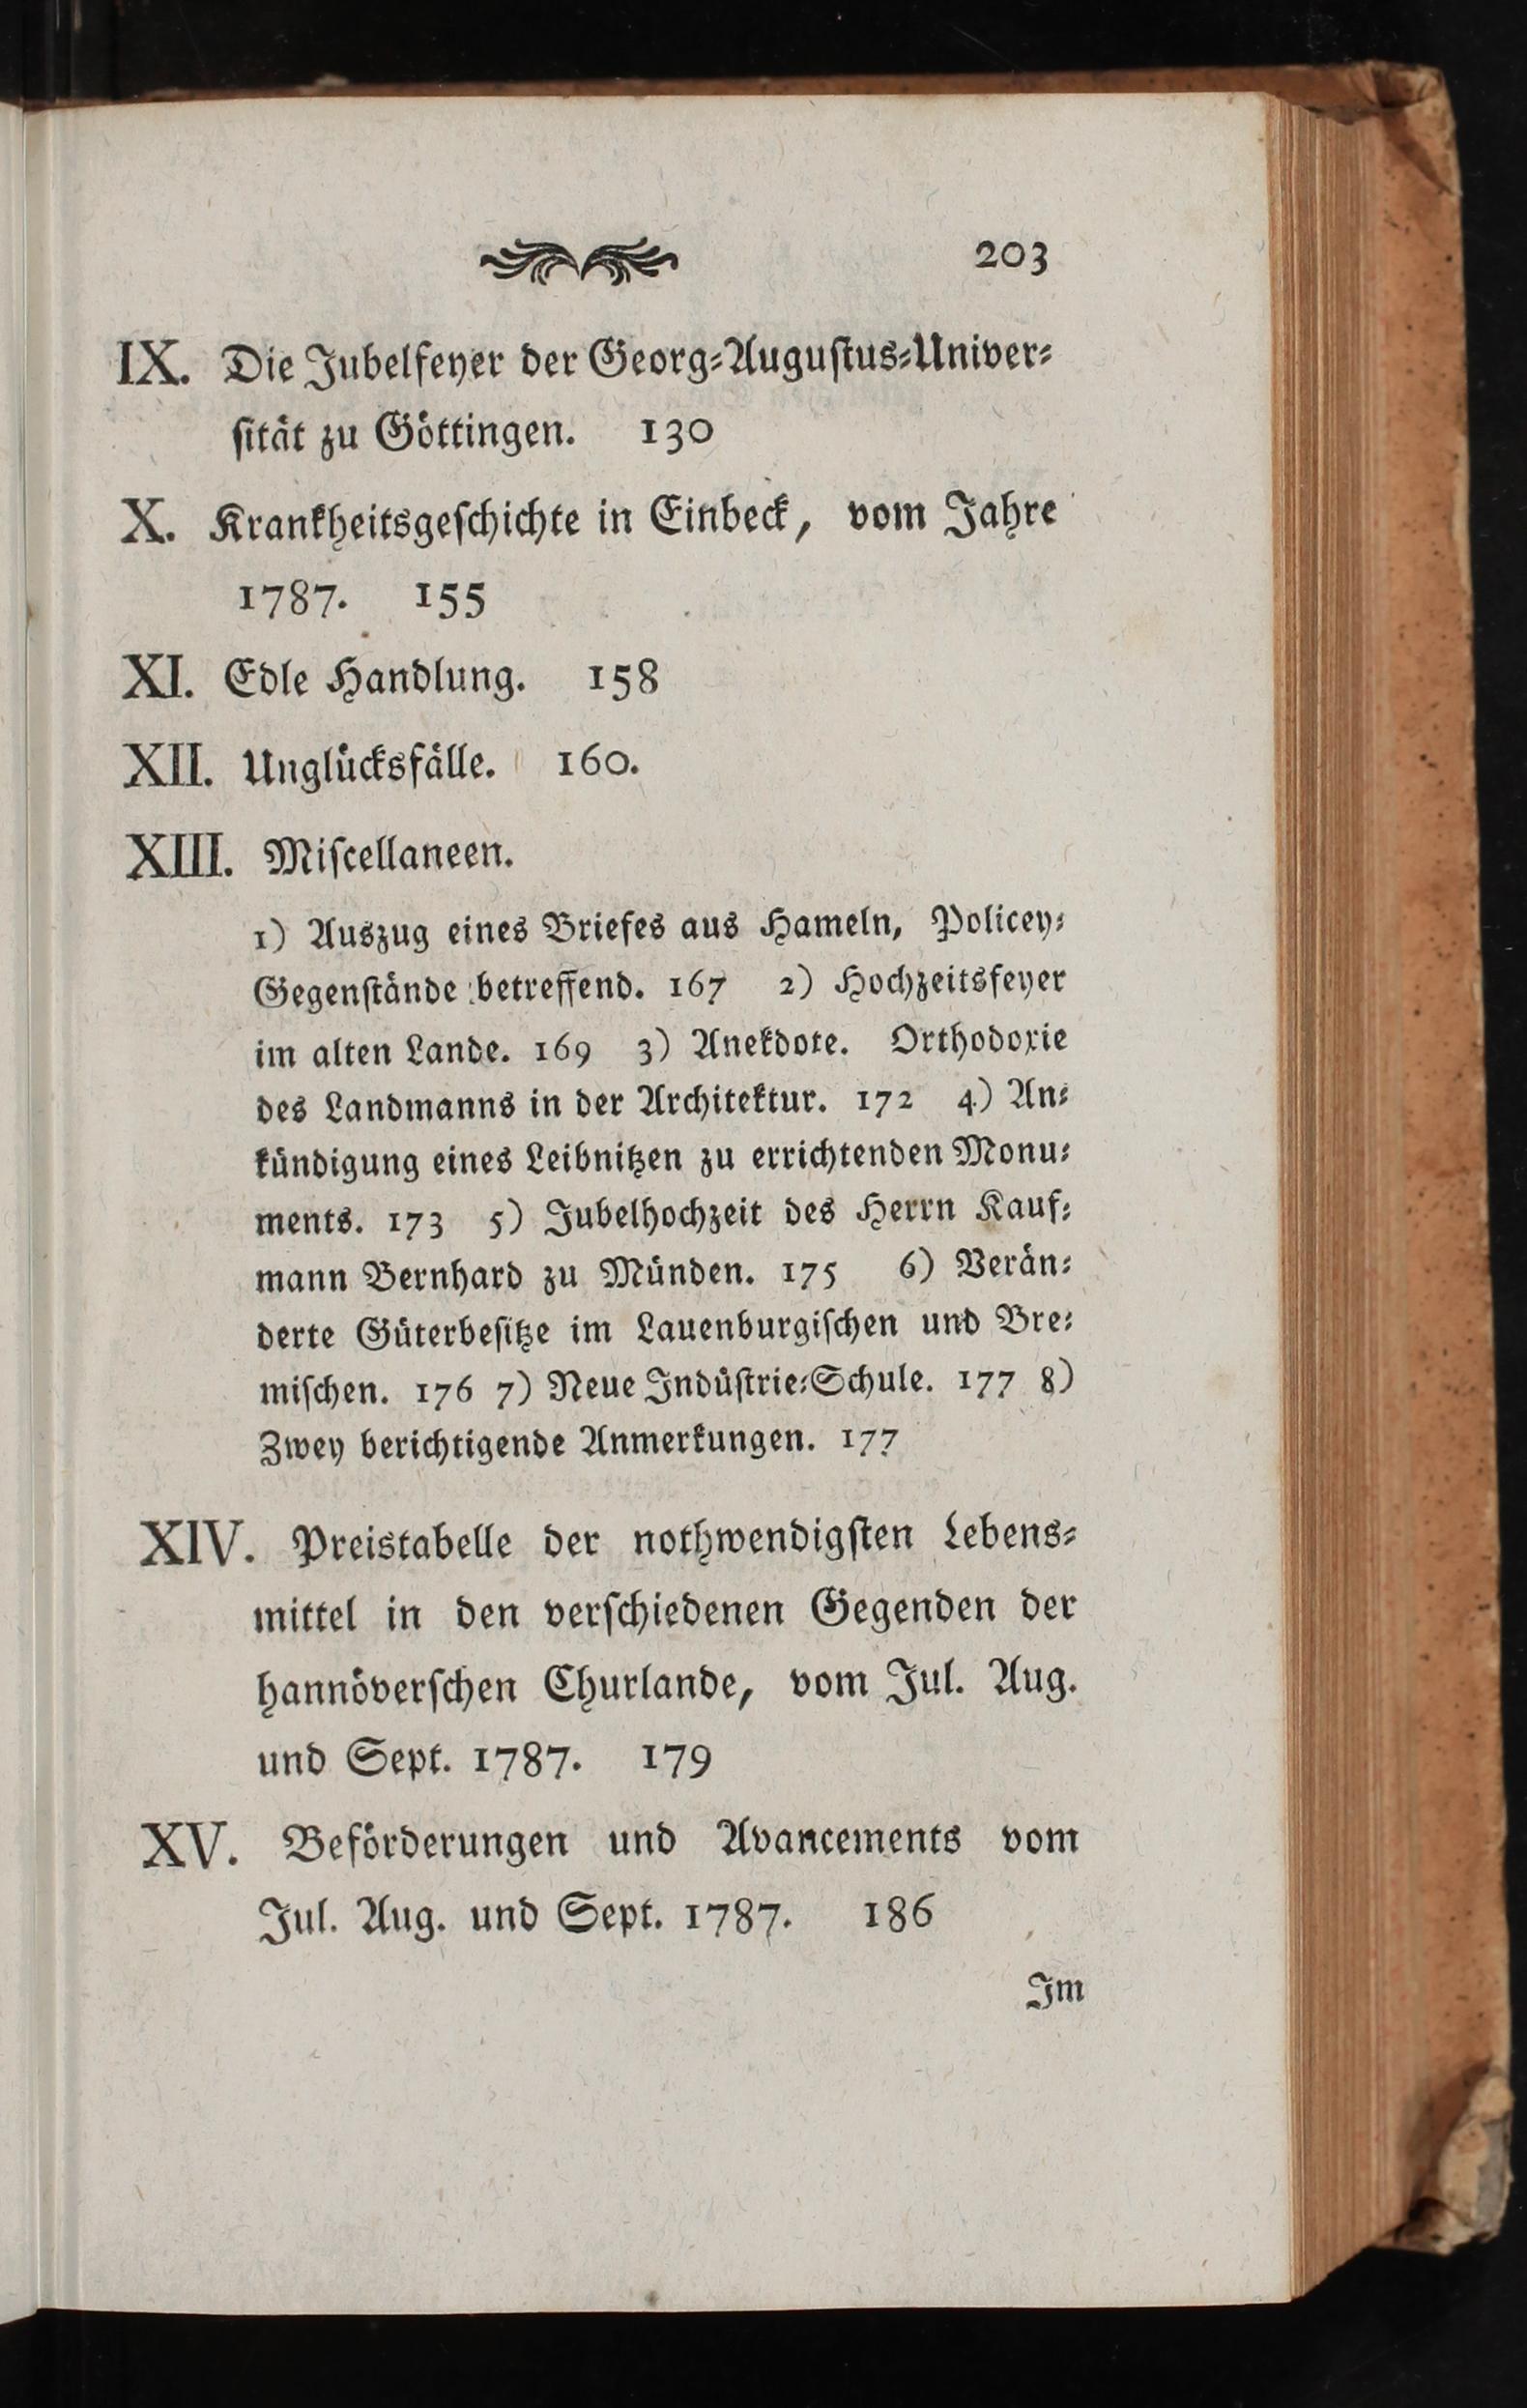 203
IX. Die Jubelfeyer der Georg-Auguſtus-Univer-
ſität zu Göttingen. 130
X. Krankheitsgeſchichte in Einbeck, vom Jahre
1787. 155
XI. Edle Handlung. 158
XII. Unglücksfälle. 160.
XIII. Miſcellaneen.
1) Auszug eines Briefes aus Hameln, Policey-
Gegenſtände betreffend. 167 2) Hochzeitsfeyer
im alten Lande. 169 3) Anekdote. Orthodoxie
des Landmanns in der Architektur. 172 4) An-
kündigung eines Leibnitzen zu errichtenden Monu-
ments. 173 5) Jubelhochzeit des Herrn Kauf-
mann Bernhard zu Münden. 175 6) Verän-
derte Güterbeſitze im Lauenburgiſchen und Bre-
miſchen. 176 7) Neue Indüſtrie-Schule. 177 8)
Zwey berichtigende Anmerkungen. 177
XIV. Preistabelle der nothwendigſten Lebens-
mittel in den verſchiedenen Gegenden der
hannöverſchen Churlande, vom Jul. Aug.
und Sept. 1787. 179
XV. Beförderungen und Avancements vom
Jul. Aug. und Sept. 1787. 186
Im